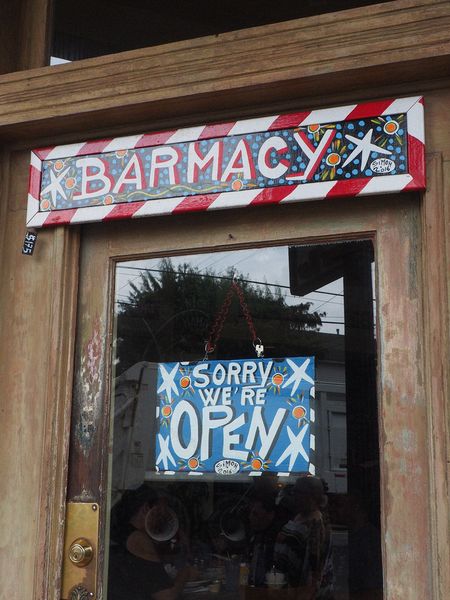 BARMACY
SIMON
2016
SORRY
WE'RE
OPEN
SIMON
2016